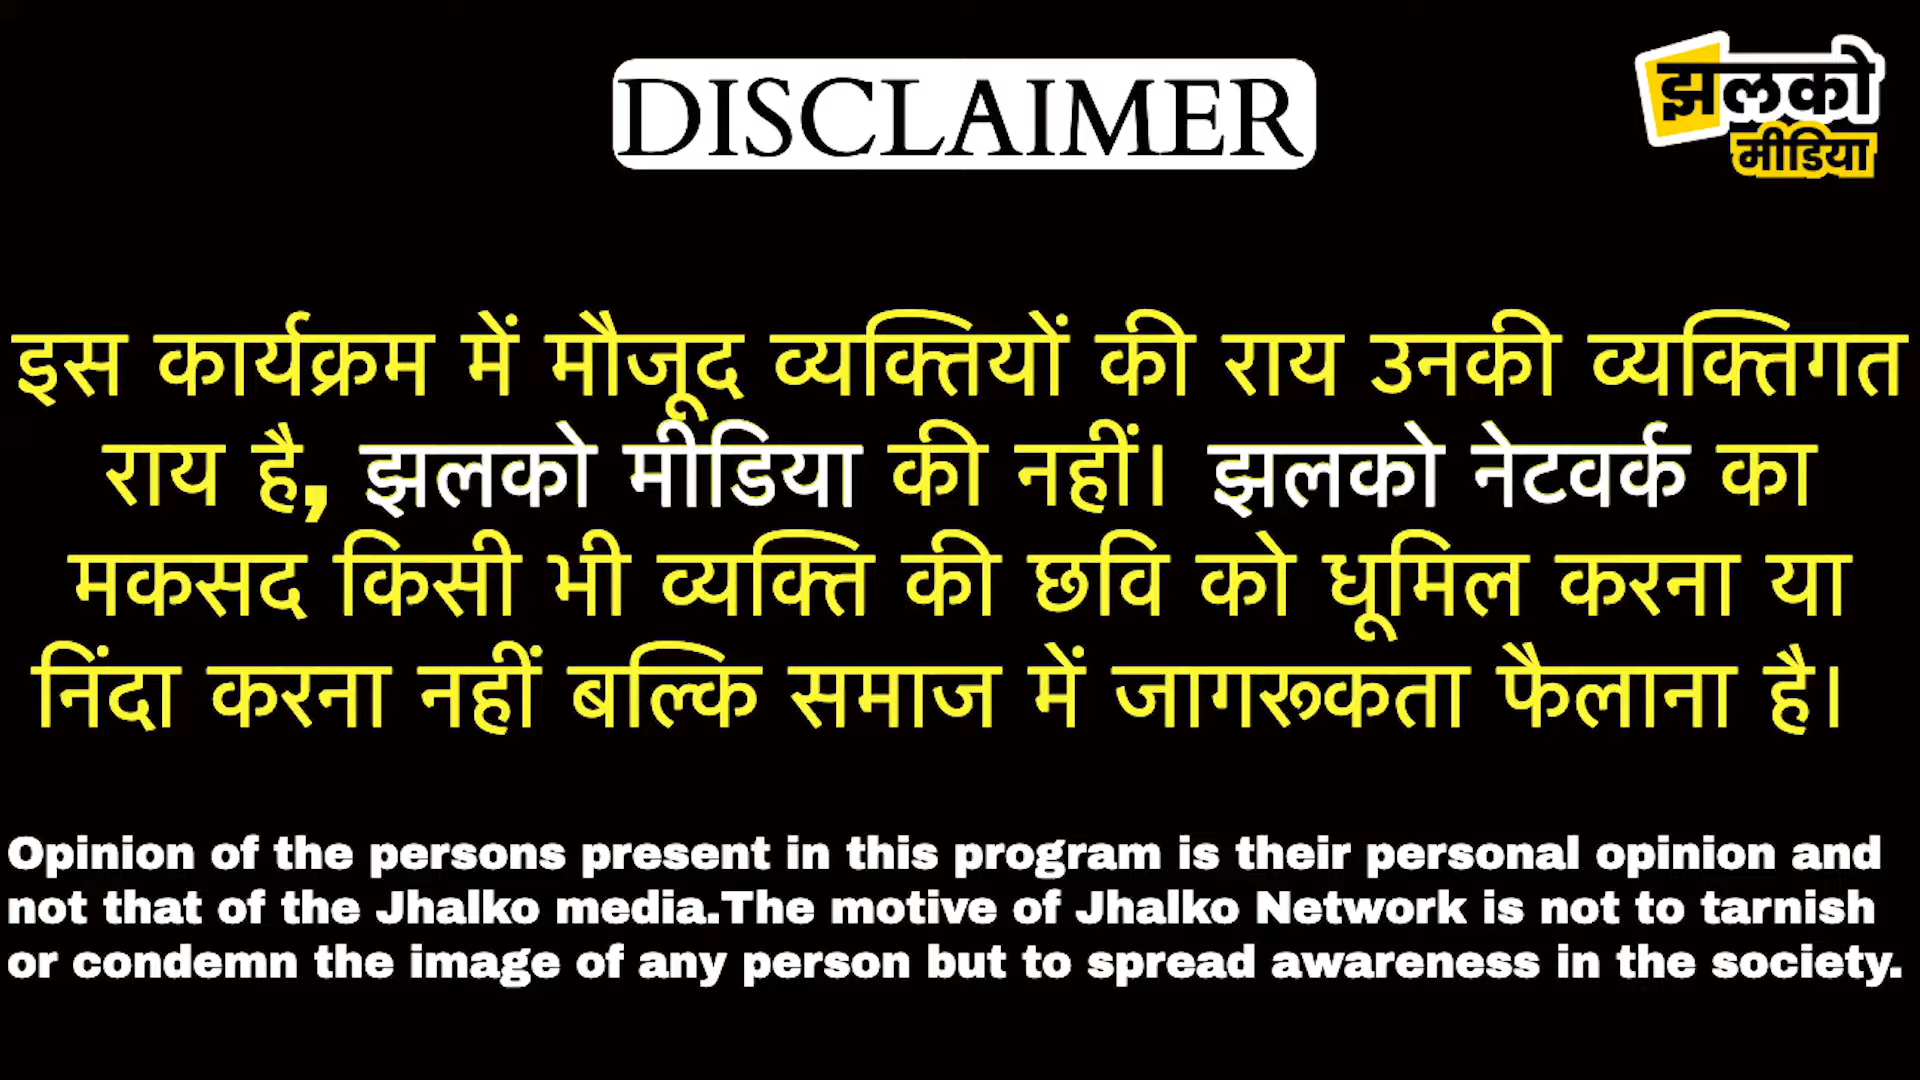 DISCLAIMER
झलको
मीडिया
इस कार्यक्रम में मौजूद व्यक्तियों की राय उनकी व्यक्तिगत
राय है, झलको मीडिया की नहीं। झलको नेटवर्क का
मकसद किसी भी व्यक्ति की छवि को धूमिल करना या
निंदा करना नहीं बल्कि समाज में जागरूकता फैलाना है।
Opinion of the persons present in this program is their personal opinion and
not that of the Jhalko media.The motive of Jhalko Network is not to tarnish
or condemn the image of any person but to spread awareness in the society.